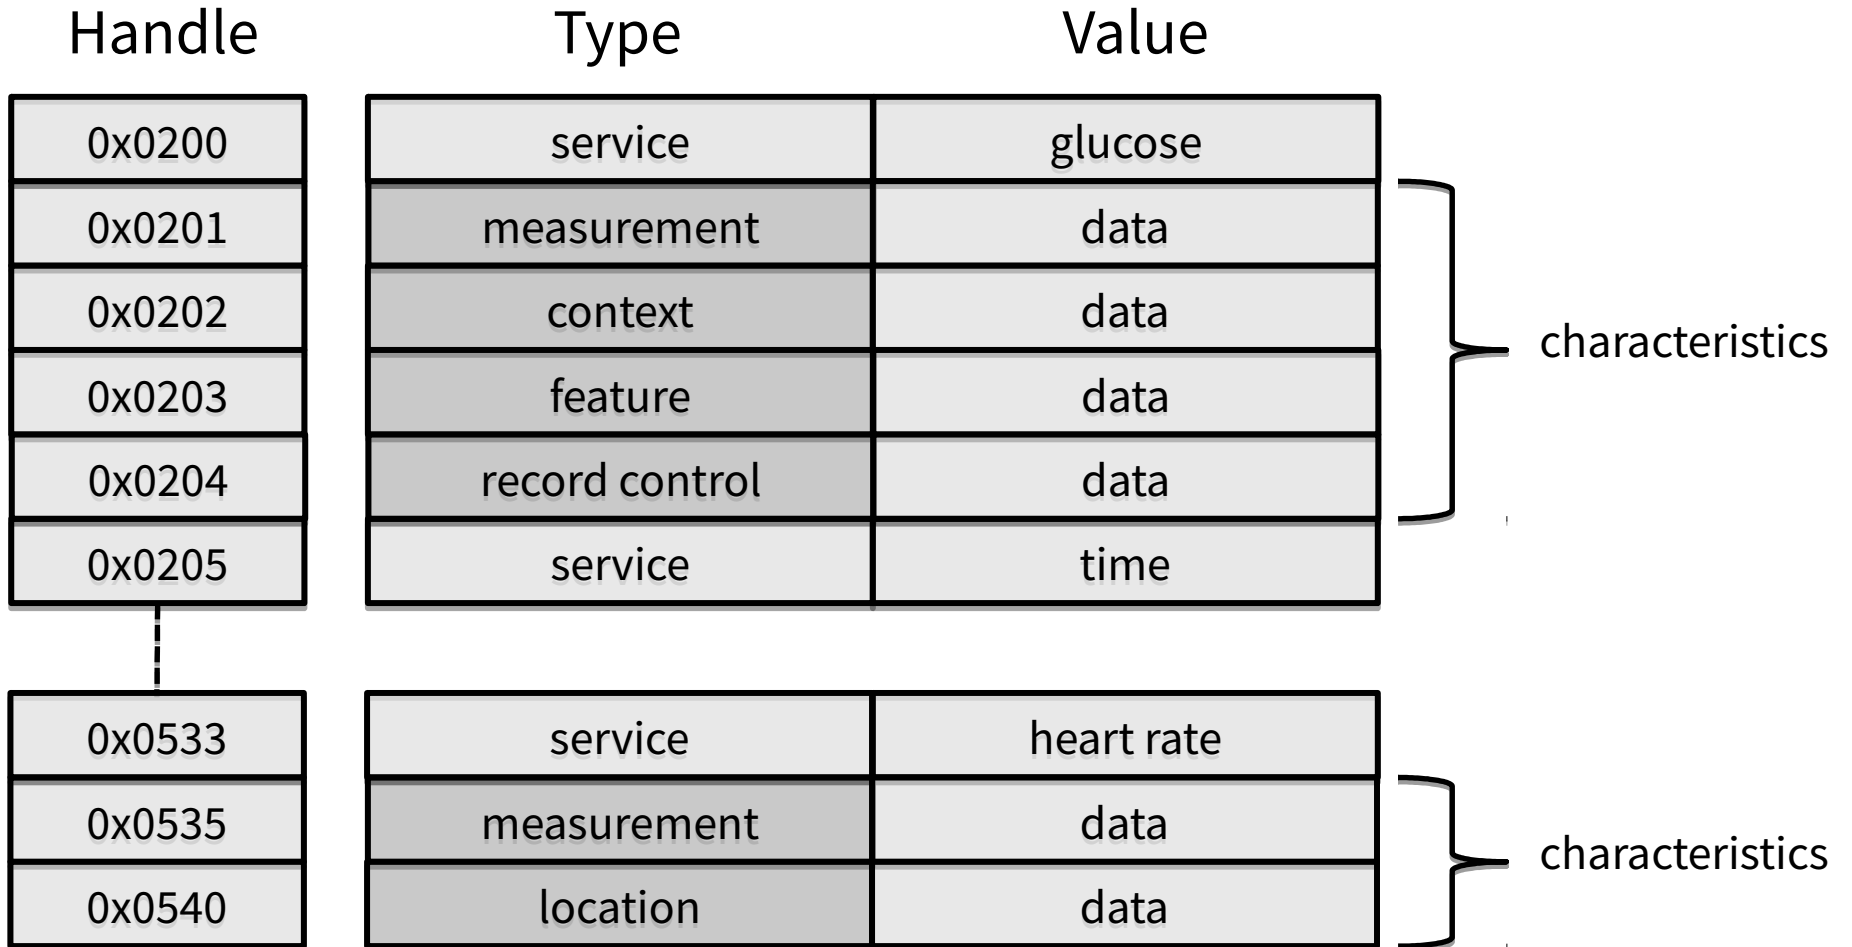 Handle Type Value
0x0200 service glucose
0x0201 measurement data
0x0202 context data
0x0203 feature data
characteristics
0x0204 record control data
0x0205 service time
0x0533 service heart rate
0x0535 measurement data
characteristics
0x0540 location data